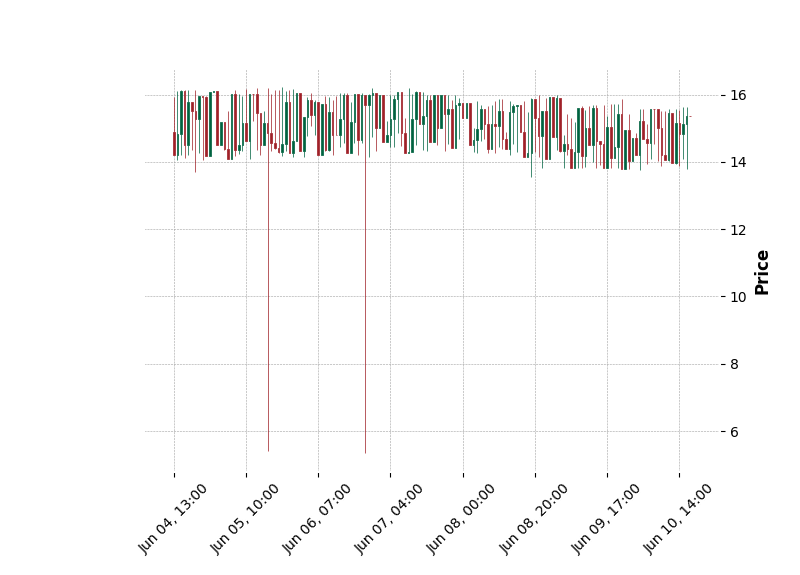 16
14
12
10
8
6
Price
Jun 04, 13:00
Jun 05, 10:00
Jun 06, 07:00
Jun 07, 04:00
Jun 08, 00:00
Jun 08, 20:00
Jun 09, 17:00
Jun 10, 14:00